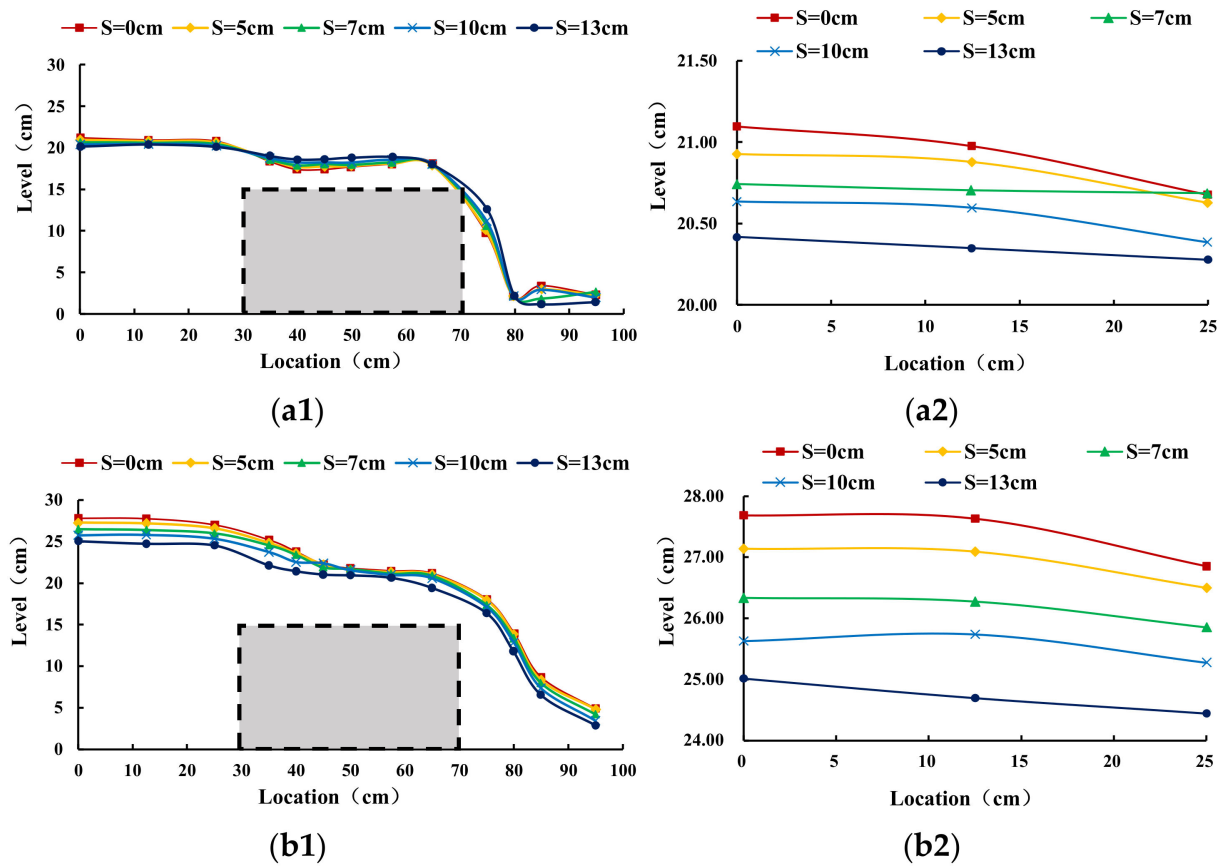 S=0cm S=5cm S=7cm S=10cm S=13cm
Level（cm）
30
25
20
15
10
5
0
0 10 20 30 40 50 60 70 80 90 100
Location（cm）
(a1)
S=0cm S=5cm S=7cm
S=10cm S=13cm
Level（cm）
21.50
21.00
20.50
20.00
0 5 10 15 20 25
Location（cm）
(a2)
S=0cm S=5cm S=7cm S=10cm S=13cm
Level（cm）
30
25
20
15
10
5
0
0 10 20 30 40 50 60 70 80 90 100
Location（cm）
(b1)
S=0cm S=5cm S=7cm
S=10cm S=13cm
Level（cm）
28.00
27.00
26.00
25.00
24.00
0 5 10 15 20 25
Location（cm）
(b2)